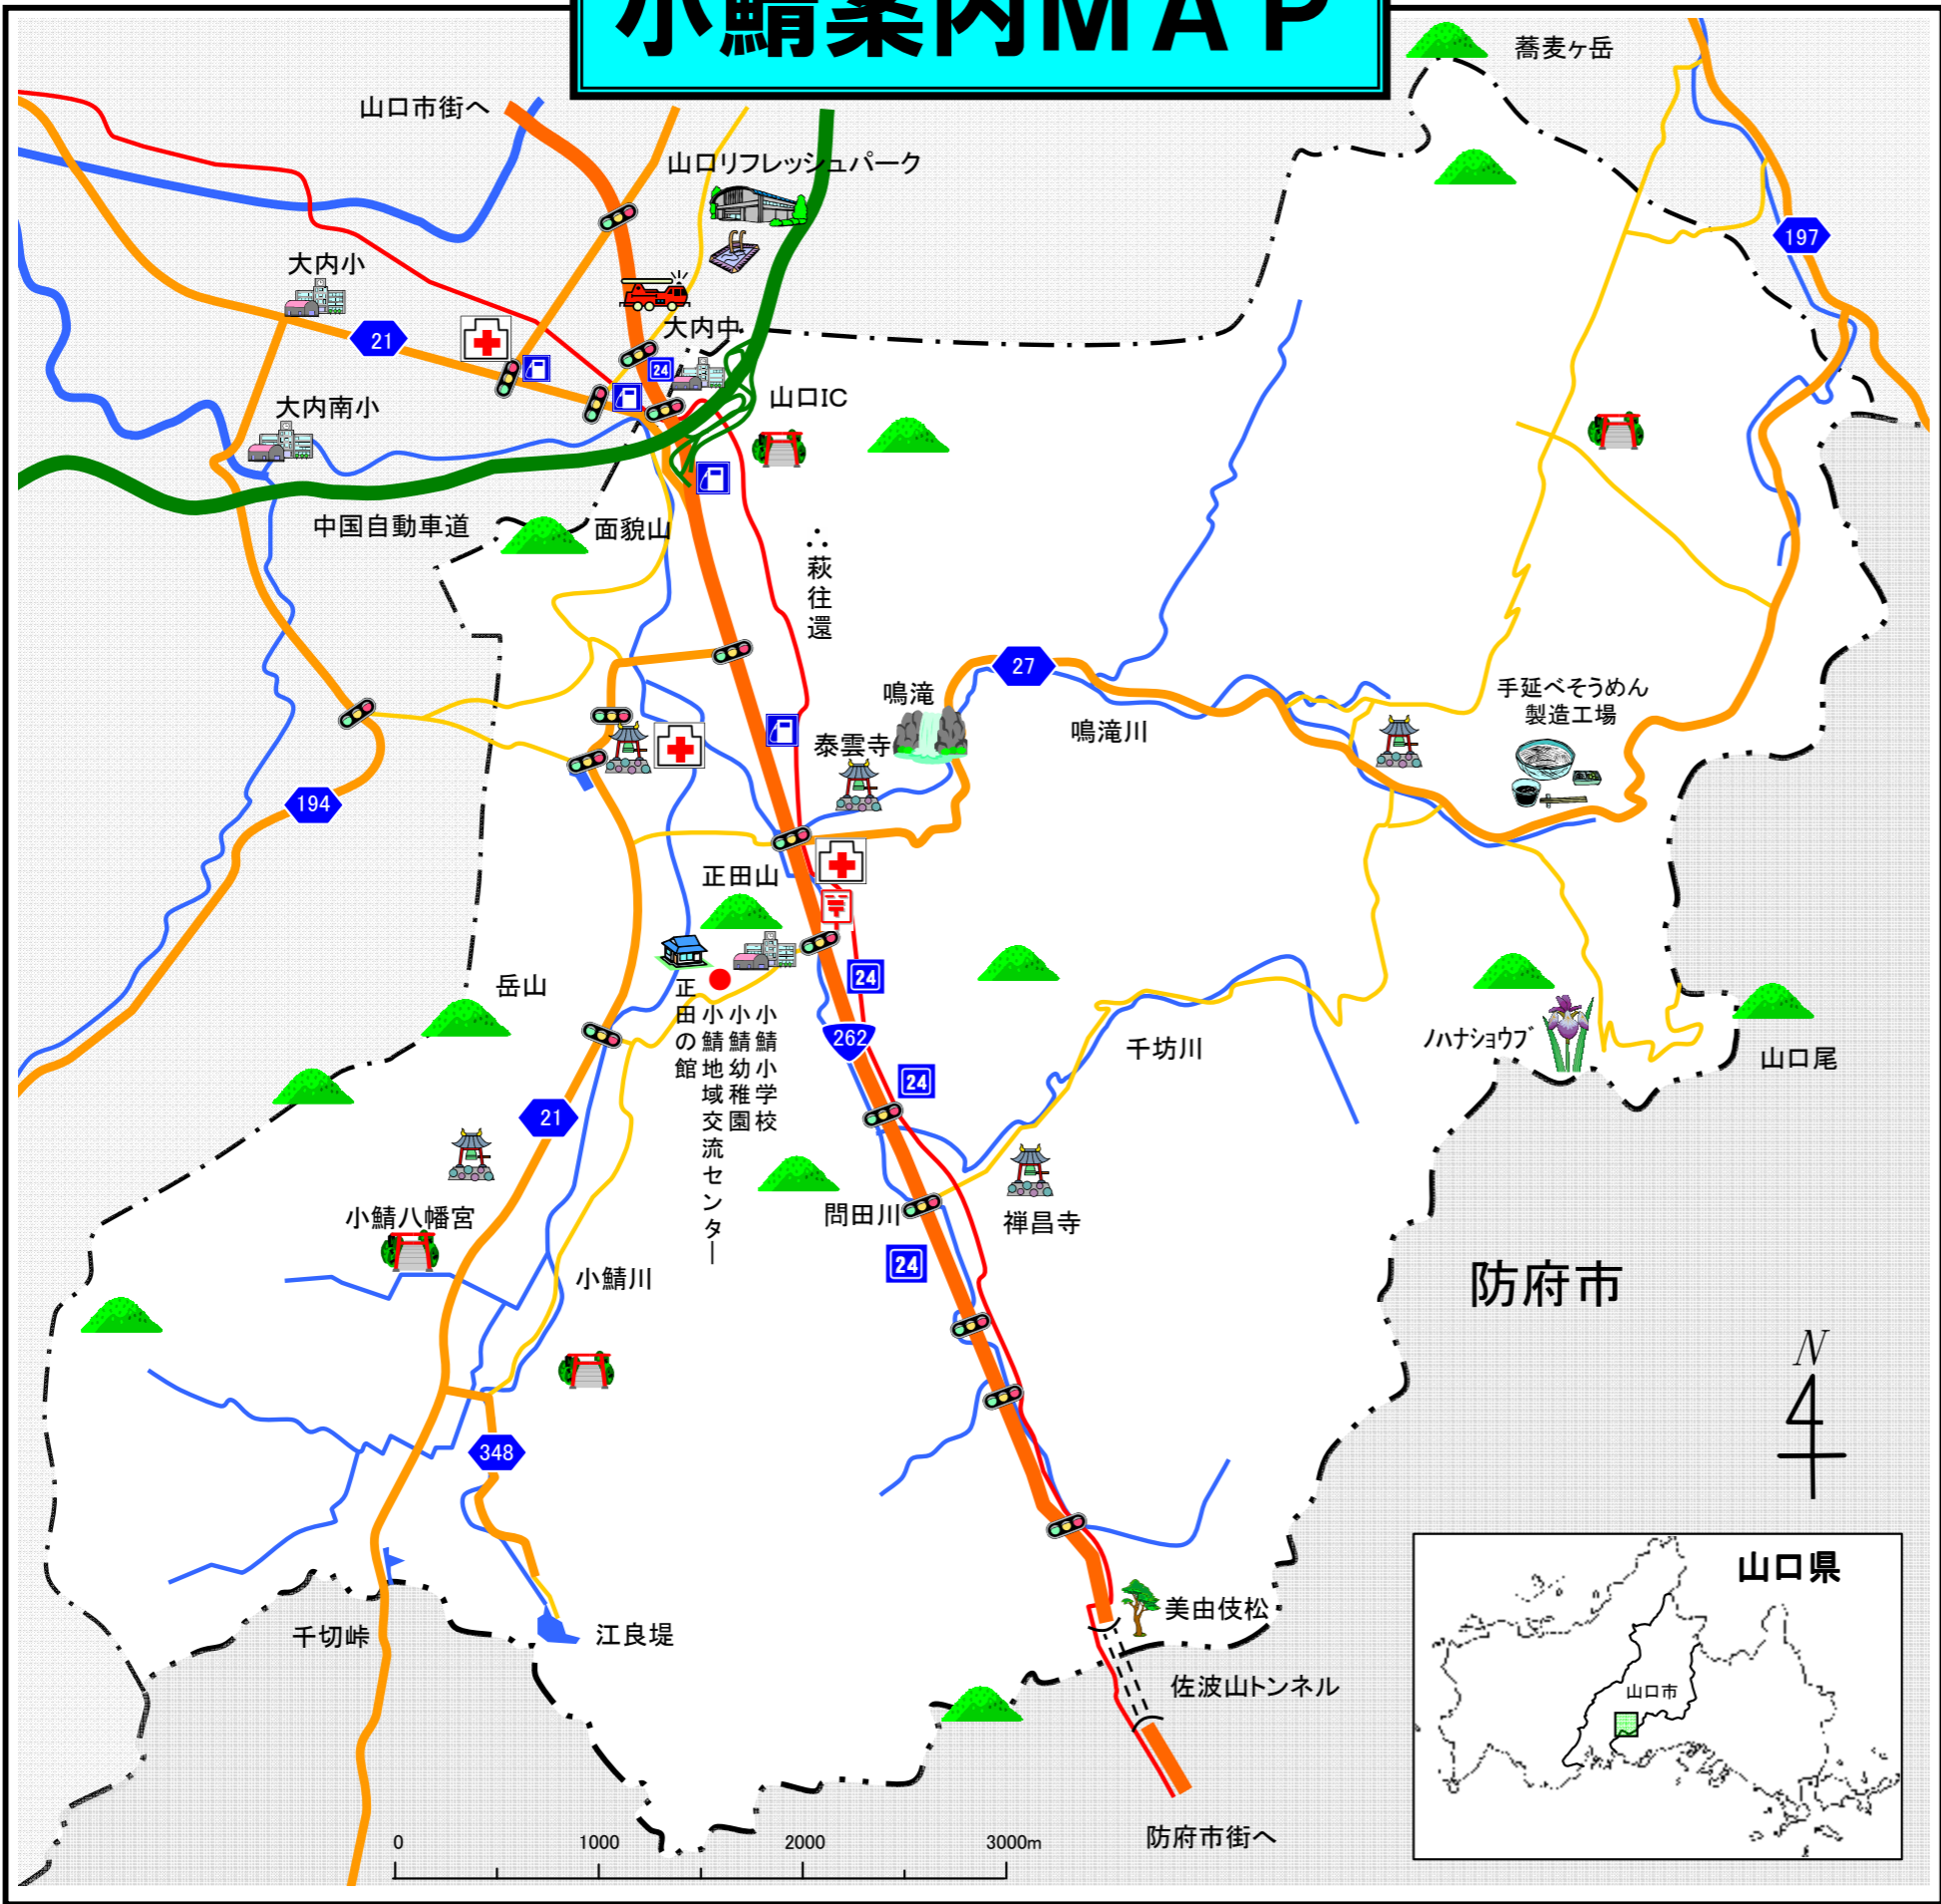 小鯖案内ＭＡＰ
蕎麦ヶ岳
山口市街へ
山口リフレッシュパーク
197
大内小
大内中
21
24
山口IC
大内南小
中国自動車道
面貌山
∴萩往還
27
鳴滝
鳴滝川
手延べそうめん
製造工場
泰雲寺
194
正田山
岳山
24
正田の館
小鯖地域交流センター
小鯖幼稚園
小鯖小学校
262
千坊川
ノハナショウブ
山口尾
24
21
小鯖八幡宮
問田川
禅昌寺
24
小鯖川
防府市
N
348
山口県
山口市
千切峠
江良堤
美由伎松
佐波山トンネル
防府市街へ
0
1000
2000
3000m